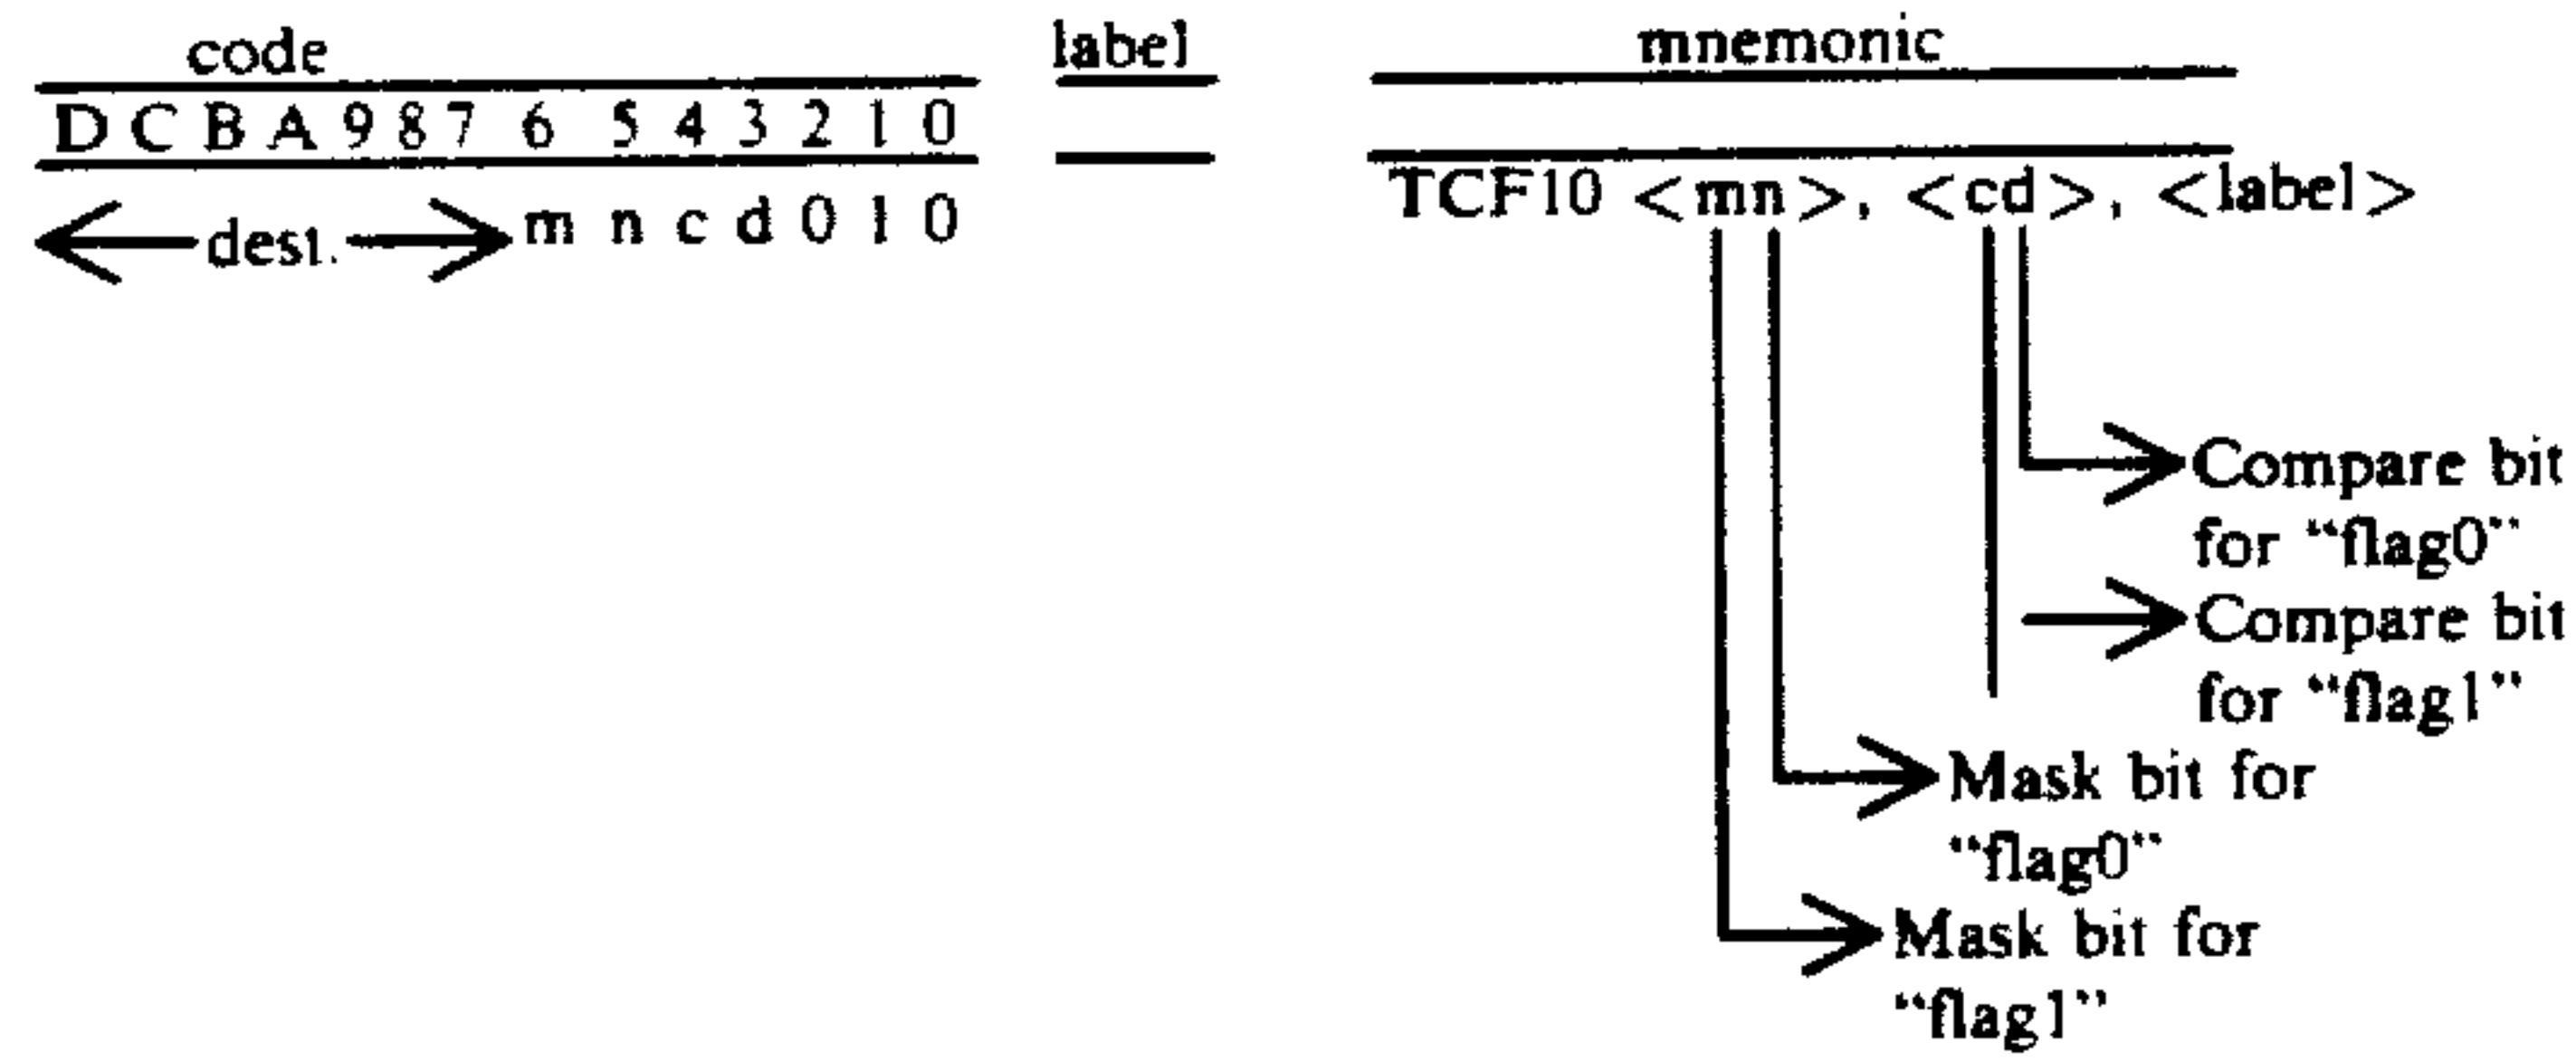 code label mnemonic
D C B A 9 8 7 6 5 4 3 2 1 0
dest. m n c d 0 1 0 TCF10 <mn>, <cd>, <label>
Compare bit
for “flag0”
Compare bit
for “flag1”
Mask bit for
“flag0”
Mask bit for
“flag1”